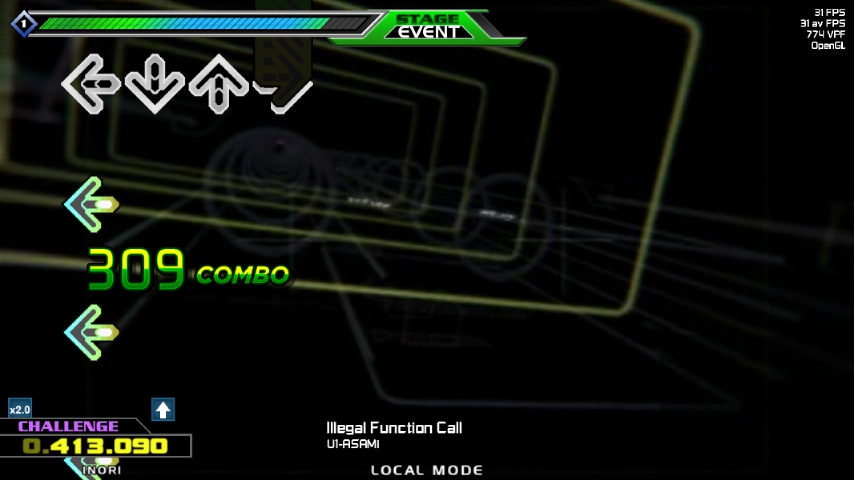 1
STAGE
EVENT
31 FPS
31 av FPS
774 VPF
OpenGL
309 COMBO
x2.0
CHALLENGE
0.413.090
INORI
Illegal Function Call
U1-ASAMi
LOCAL MODE